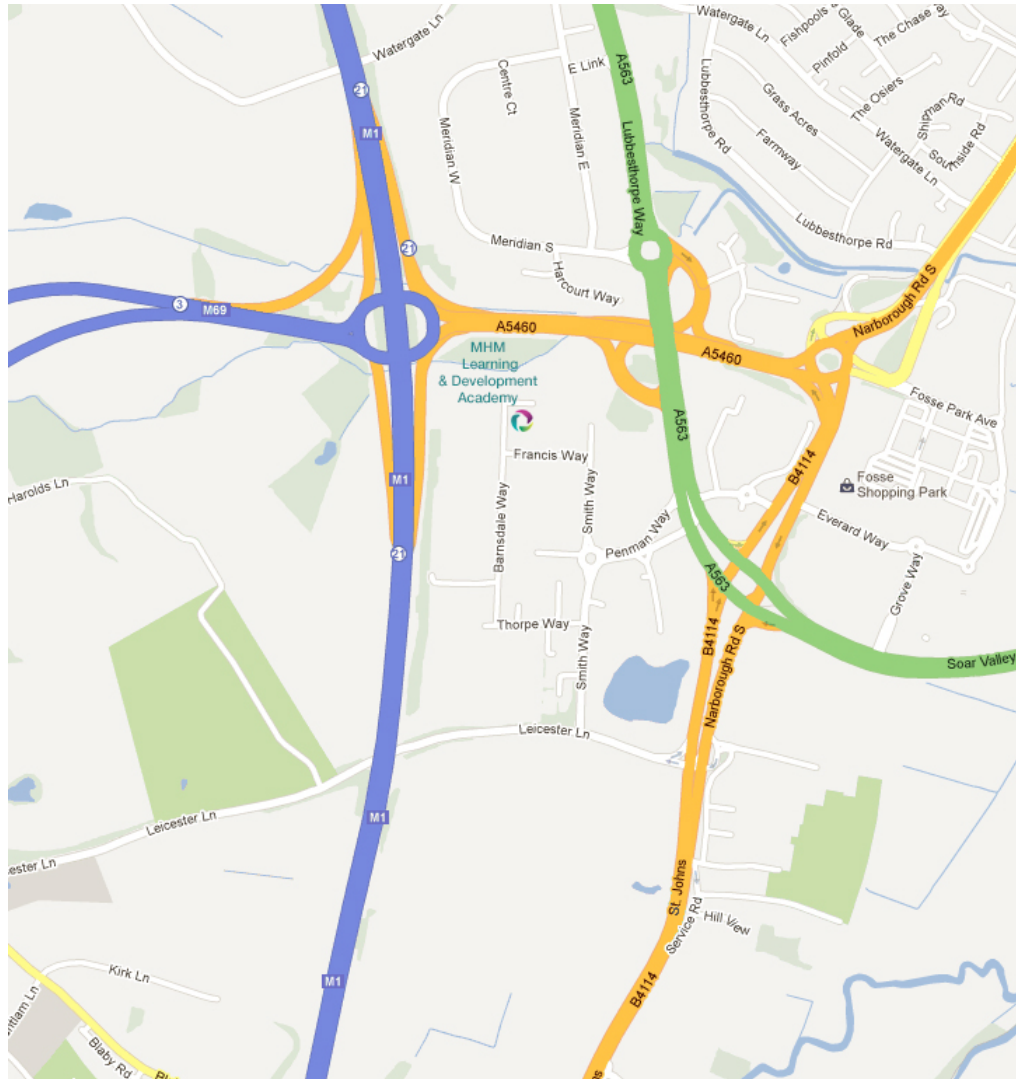 Watergate Ln
Watergate Ln
Fishpools
Glade
Pinfold
The Chase
Way
The Osiers
Shipman Rd
Southside Rd
Watergate Ln
Grass Acres
Farmway
Lubbesthorpe Rd
Lubbesthorpe Rd
A563
E Link
Centre Ct
Meridian W
Meridian E
Lubbesthorpe Way
Meridian S
Harcourt Way
21
M1
21
3
M69
A5460
A5460
Narborough Rd S
MHM
Learning
& Development
Academy
Fosse Park Ave
Fosse
Shopping Park
A563
B4114
Francis Way
Barnsdale Way
Smith Way
Penman Way
Everard Way
Grove Way
M1
Harolds Ln
21
A563
B4114
Thorpe Way
Smith Way
Narborough Rd S
Soar Valley
Leicester Ln
Leicester Ln
M1
cester Ln
St. Johns
Service Rd
Hill View
Kirk Ln
M1
B4114
Blaby Rd